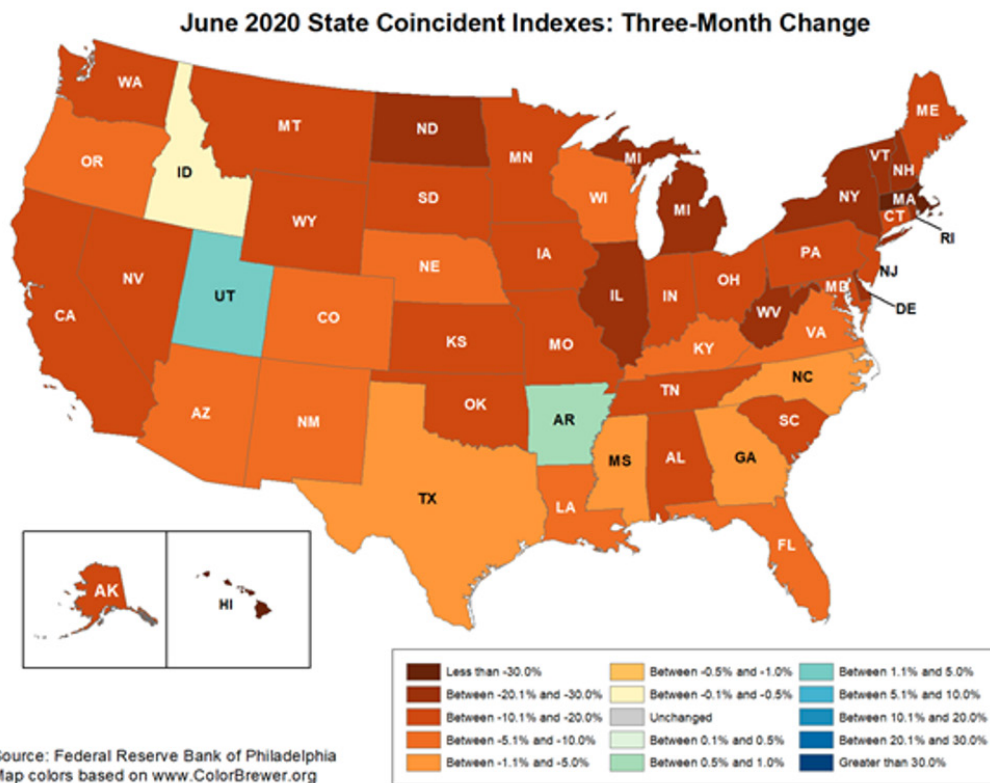 June 2020 State Coincident Indexes: Three-Month Change
WA
MT
ND
MN
ME
OR
ID
MI
VT
NH
SD
WI
NY
MA
WY
MI
CT
RI
NE
IA
PA
NV
UT
OH
NJ
CO
IL
IN
MD
DE
CA
KS
MO
WV
VA
KY
NC
AZ
NM
OK
AR
TN
SC
MS
AL
GA
TX
LA
FL
AK
HI
Less than -30.0%
Between -20.1% and -30.0%
Between -10.1% and -20.0%
Between -5.1% and -10.0%
Between -1.1% and -5.0%
Between -0.5% and -1.0%
Between -0.1% and -0.5%
Unchanged
Between 0.1% and 0.5%
Between 0.5% and 1.0%
Between 1.1% and 5.0%
Between 5.1% and 10.0%
Between 10.1% and 20.0%
Between 20.1% and 30.0%
Greater than 30.0%
Source: Federal Reserve Bank of Philadelphia
Map colors based on www.ColorBrewer.org